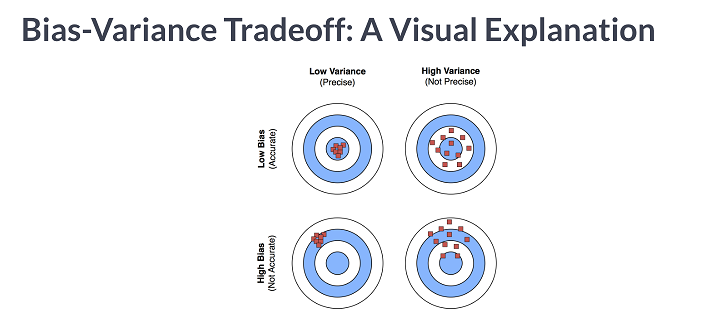 Bias-Variance Tradeoff: A Visual Explanation
Low Variance
(Precise)
High Variance
(Not Precise)
Low Bias
(Accurate)
High Bias
(Not Accurate)